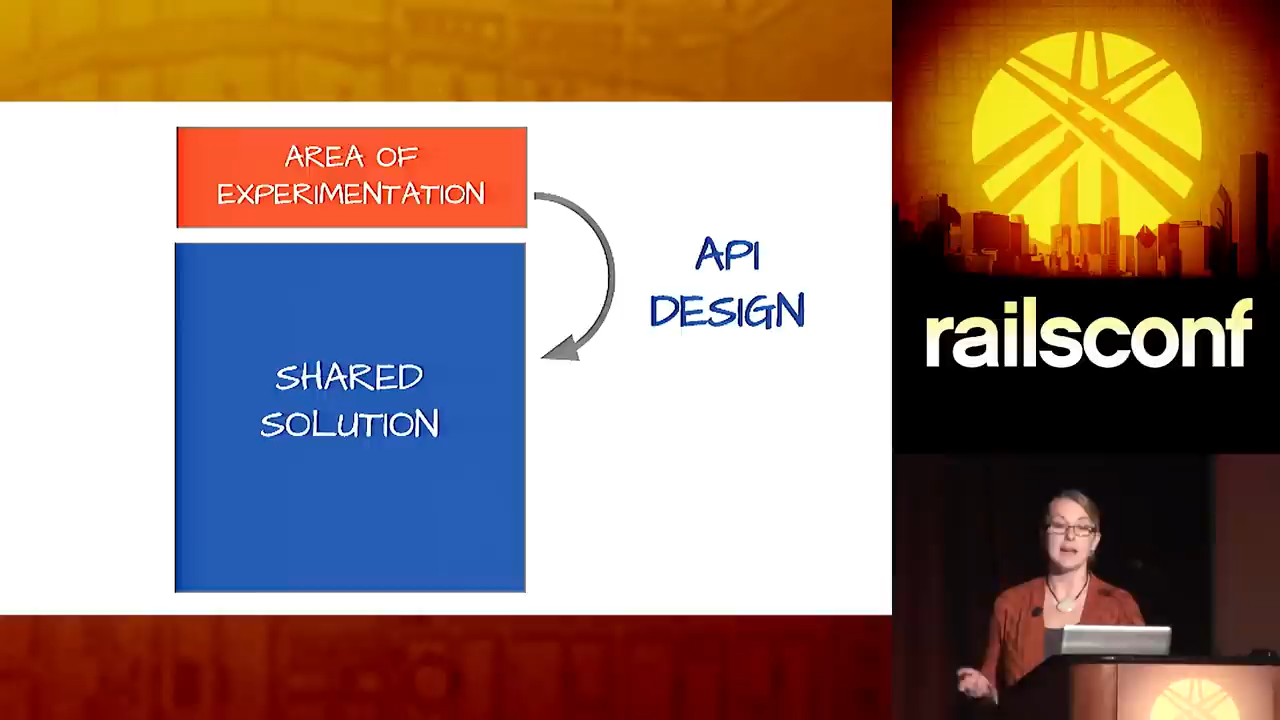 AREA OF
EXPERIMENTATION
API
DESIGN
SHARED
SOLUTION
railsconf